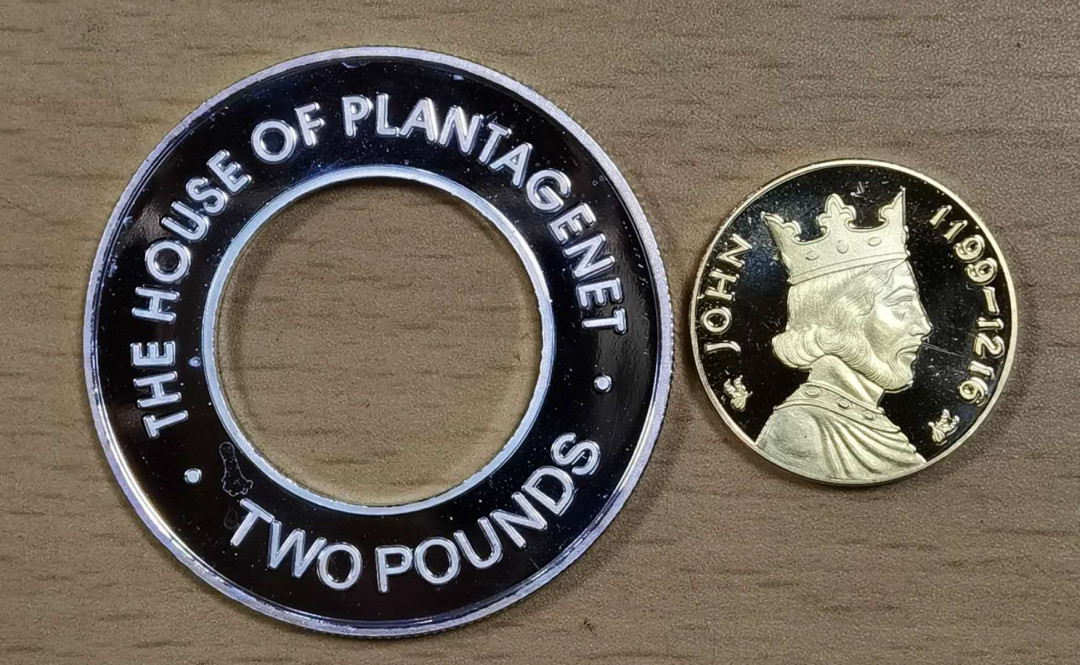 THE HOUSE OF PLANTAGENET
• TWO POUNDS •
JOHN 1199-1216